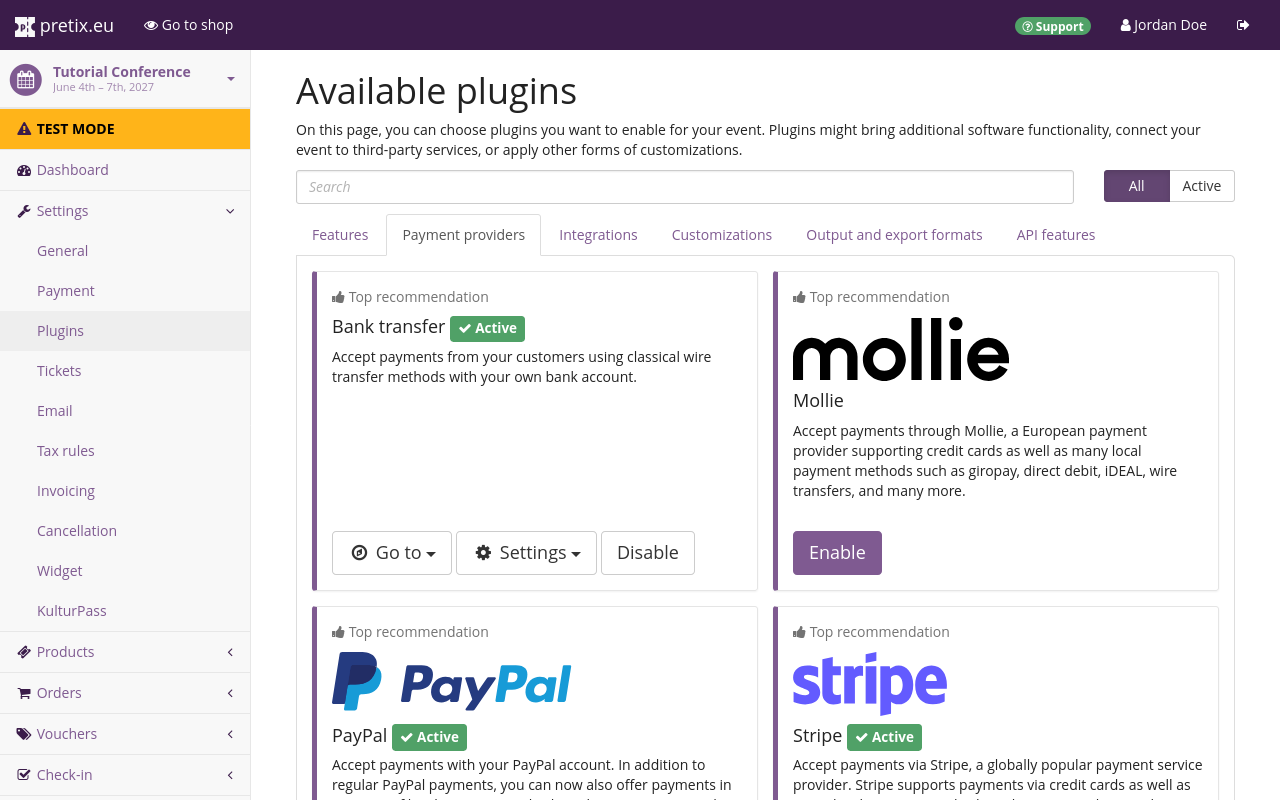 pretix.eu
Go to shop
Support
Jordan Doe
Tutorial Conference
June 4th – 7th, 2027
TEST MODE
Dashboard
Settings
General
Payment
Plugins
Tickets
Email
Tax rules
Invoicing
Cancellation
Widget
KulturPass
Products
Orders
Vouchers
Check-in
Available plugins
On this page, you can choose plugins you want to enable for your event. Plugins might bring additional software functionality, connect your
event to third-party services, or apply other forms of customizations.
Search
All
Active
Features
Payment providers
Integrations
Customizations
Output and export formats
API features
Top recommendation
Bank transfer Active
Accept payments from your customers using classical wire
transfer methods with your own bank account.
Go to
Settings
Disable
Top recommendation
mollie
Mollie
Accept payments through Mollie, a European payment
provider supporting credit cards as well as many local
payment methods such as giropay, direct debit, iDEAL, wire
transfers, and many more.
Enable
Top recommendation
PayPal
PayPal Active
Accept payments with your PayPal account. In addition to
regular PayPal payments, you can now also offer payments in
Top recommendation
stripe
Stripe Active
Accept payments via Stripe, a globally popular payment service
provider. Stripe supports payments via credit cards as well as